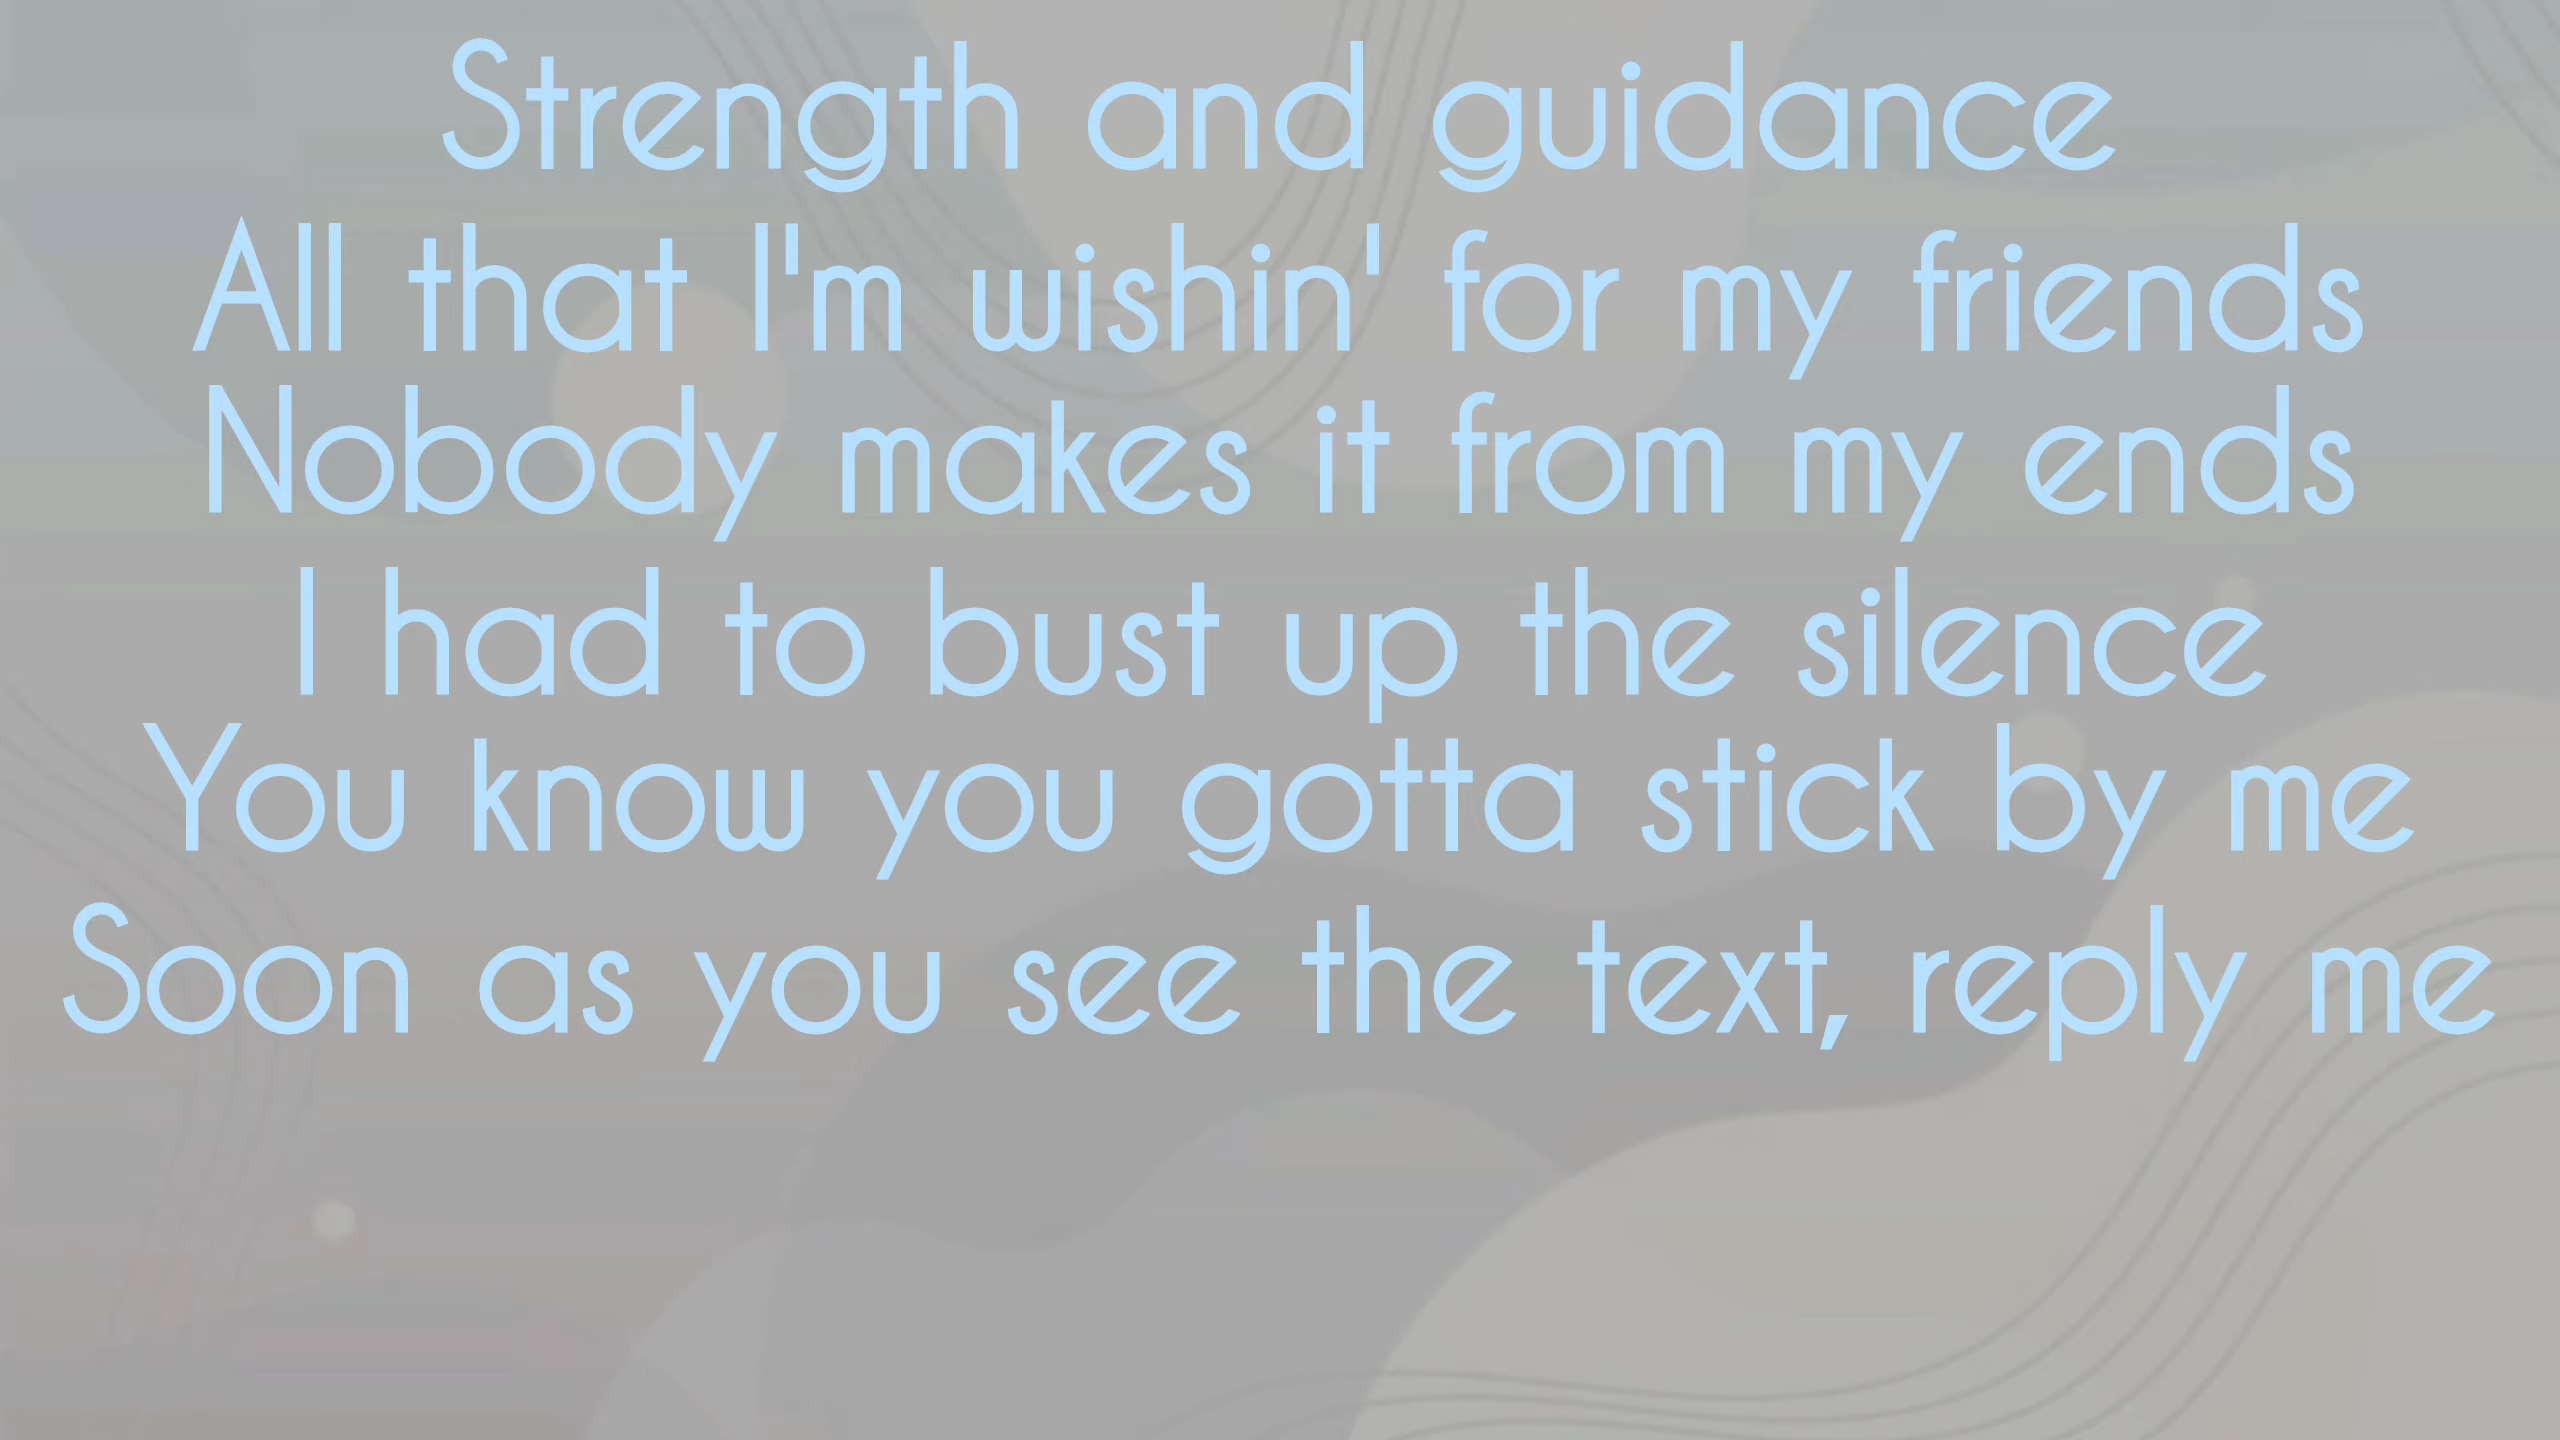 Strength and guidance
All that I'm wishin' for my friends
Nobody makes it from my ends
I had to bust up the silence
You know you gotta stick by me
Soon as you see the text, reply me